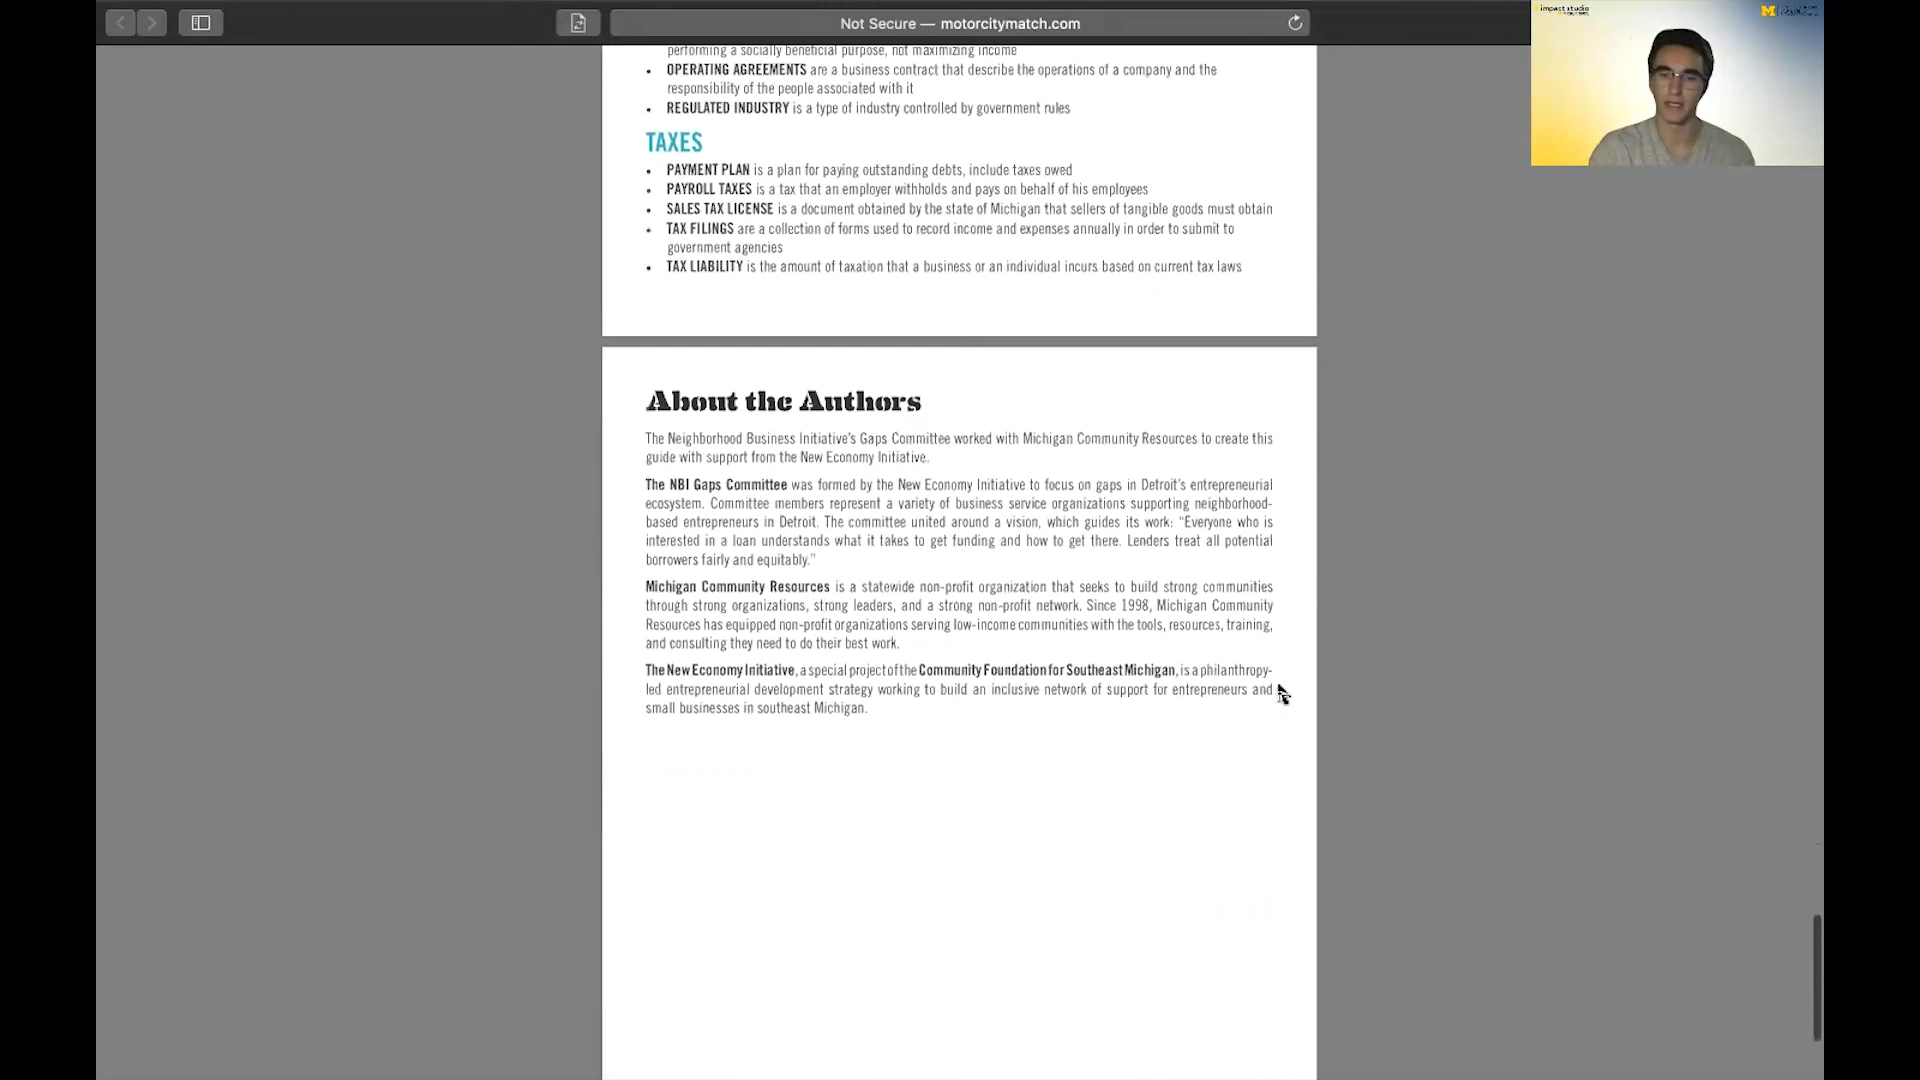 Not Secure — motorcitymatch.com
impact studio
M
performing a socially beneficial purpose, not maximizing income
• OPERATING AGREEMENTS are a business contract that describe the operations of a company and the
responsibility of the people associated with it
• REGULATED INDUSTRY is a type of industry controlled by government rules
TAXES
• PAYMENT PLAN is a plan for paying outstanding debts, include taxes owed
• PAYROLL TAXES is a tax that an employer withholds and pays on behalf of his employees
• SALES TAX LICENSE is a document obtained by the state of Michigan that sellers of tangible goods must obtain
• TAX FILINGS are a collection of forms used to record income and expenses annually in order to submit to
government agencies
• TAX LIABILITY is the amount of taxation that a business or an individual incurs based on current tax laws
About the Authors
The Neighborhood Business Initiative's Gaps Committee worked with Michigan Community Resources to create this
guide with support from the New Economy Initiative.
The NBI Gaps Committee was formed by the New Economy Initiative to focus on gaps in Detroit's entrepreneurial
ecosystem. Committee members represent a variety of business service organizations supporting neighborhood-
based entrepreneurs in Detroit. The committee united around a vision, which guides its work: “Everyone who is
interested in a loan understands what it takes to get funding and how to get there. Lenders treat all potential
borrowers fairly and equitably.”
Michigan Community Resources is a statewide non-profit organization that seeks to build strong communities
through strong organizations, strong leaders, and a strong non-profit network. Since 1998, Michigan Community
Resources has equipped non-profit organizations serving low-income communities with the tools, resources, training,
and consulting they need to do their best work.
The New Economy Initiative, a special project of the Community Foundation for Southeast Michigan, is a philanthropy-
led entrepreneurial development strategy working to build an inclusive network of support for entrepreneurs and
small businesses in southeast Michigan.